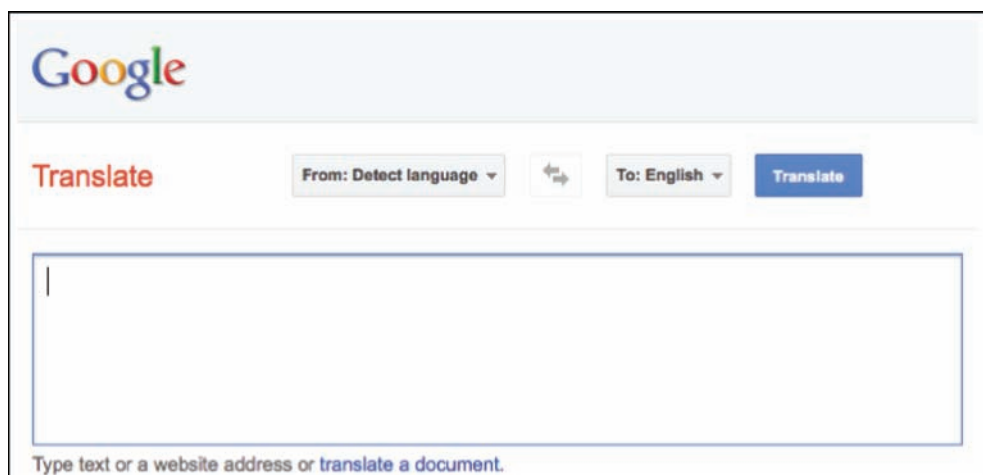 Google
Translate From: Detect language To: English Translate
Type text or a website address or translate a document.